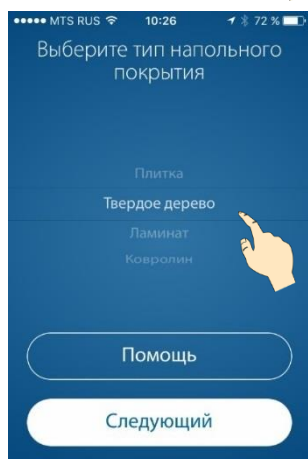 MTS RUS 10:26 72 %
Выберите тип напольного
покрытия
Плитка
Твердое дерево
Ламинат
Ковролин
Помощь
Следующий